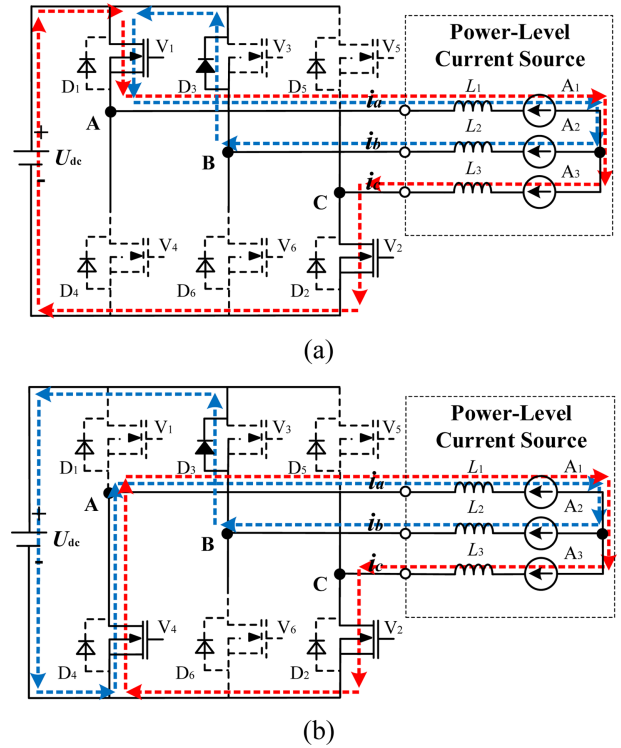 Power-Level
Current Source
V1 V3 V5
D1 D3 D5
A ia L1 A1
B ib L2 A2
C ic L3 A3
+
Udc
-
V4 V6 V2
D4 D6 D2
(a)
Power-Level
Current Source
V1 V3 V5
D1 D3 D5
A ia L1 A1
B ib L2 A2
C ic L3 A3
+
Udc
-
V4 V6 V2
D4 D6 D2
(b)